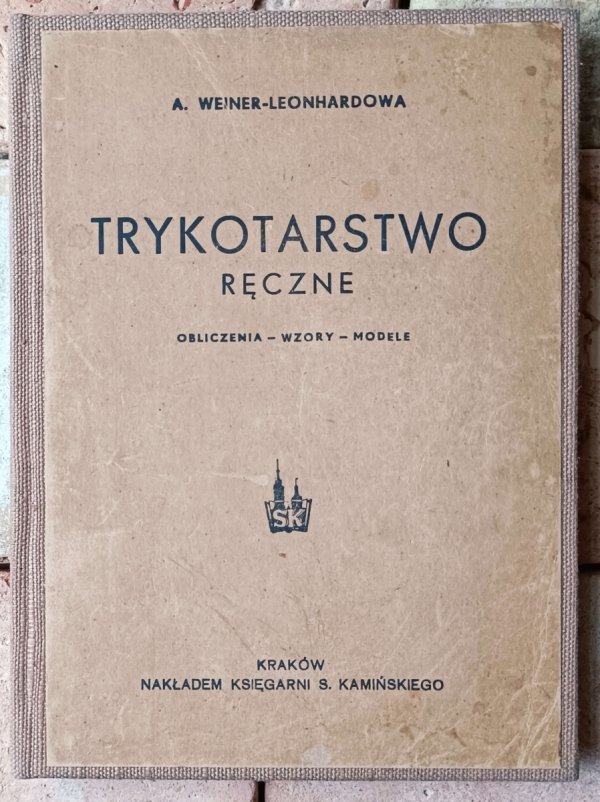 A. WEINER-LEONHARDOWA
TRYKOTARSTWO
RĘCZNE
OBLICZENIA – WZORY – MODELE
SK
KRAKÓW
NAKŁADEM KSIĘGARNI S. KAMIŃSKIEGO